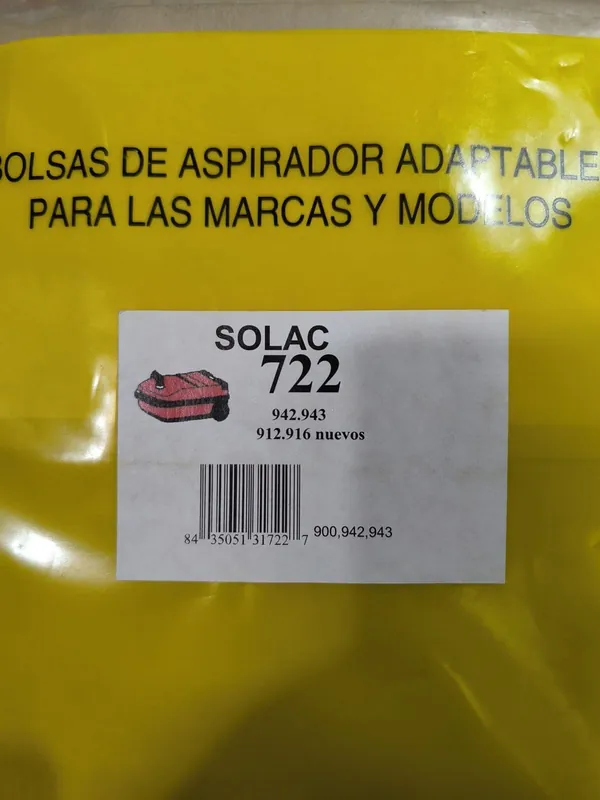 BOLSAS DE ASPIRADOR ADAPTABLE
PARA LAS MARCAS Y MODELOS
SOLAC
722
942.943
912.916 nuevos
84 35051 31722 7
900,942,943